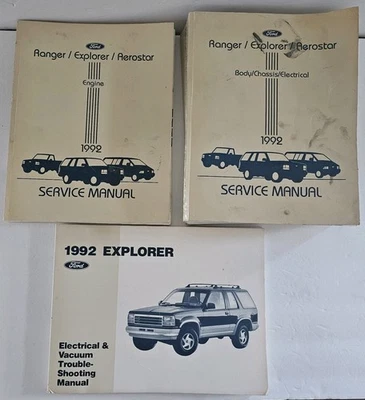 Ford
Ranger/Explorer/Aerostar
Engine
1992
SERVICE MANUAL
Ford
Ranger/Explorer/Aerostar
Body/Chassis/Electrical
1992
SERVICE MANUAL
1992 EXPLORER
Ford
Electrical &
Vacuum
Trouble-
Shooting
Manual